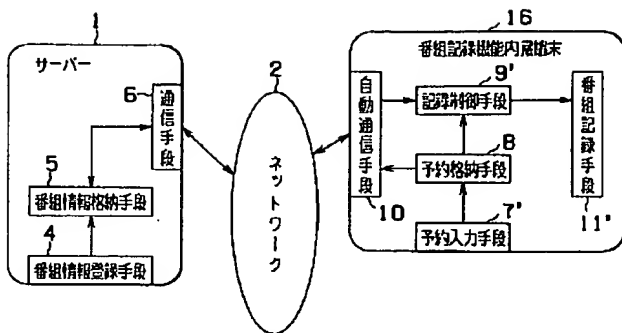 1
サーバー
6
通信手段
5
番組情報格納手段
4
番組情報登録手段
2
ネットワーク
16
番組記録機能内蔵端末
9'
記録制御手段
自動通信手段
10
8
予約格納手段
7'
予約入力手段
番組記録手段
11'